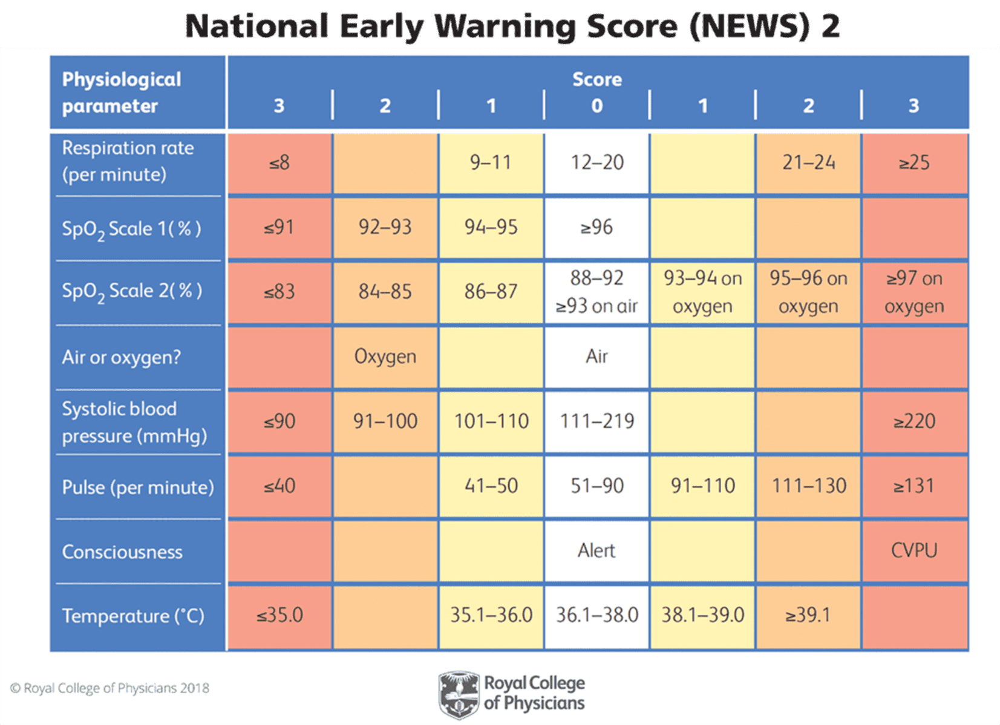 National Early Warning Score (NEWS) 2
Physiological parameter
Score
3 2 1 0 1 2 3
Respiration rate (per minute)
≤8 9–11 12–20 21–24 ≥25
SpO2 Scale 1(%)
≤91 92–93 94–95 ≥96
SpO2 Scale 2(%)
≤83 84–85 86–87 88–92 ≥93 on air 93–94 on oxygen 95–96 on oxygen ≥97 on oxygen
Air or oxygen?
Oxygen Air
Systolic blood pressure (mmHg)
≤90 91–100 101–110 111–219 ≥220
Pulse (per minute)
≤40 41–50 51–90 91–110 111–130 ≥131
Consciousness
Alert CVPU
Temperature (°C)
≤35.0 35.1–36.0 36.1–38.0 38.1–39.0 ≥39.1
© Royal College of Physicians 2018
Royal College
of Physicians